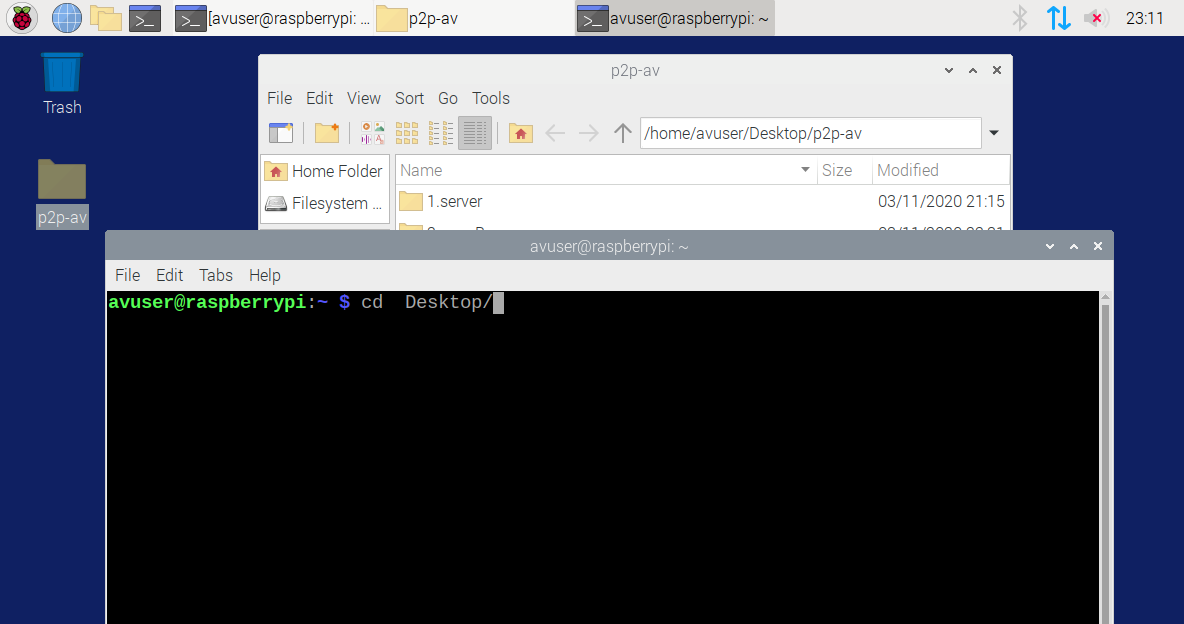 [avuser@raspberrypi: ... p2p-av avuser@raspberrypi: ~ 23:11
Trash
p2p-av
p2p-av
File Edit View Sort Go Tools
/home/avuser/Desktop/p2p-av
Home Folder
Filesystem ...
Name Size Modified
1.server 03/11/2020 21:15
avuser@raspberrypi: ~
File Edit Tabs Help
avuser@raspberrypi:~ $ cd  Desktop/